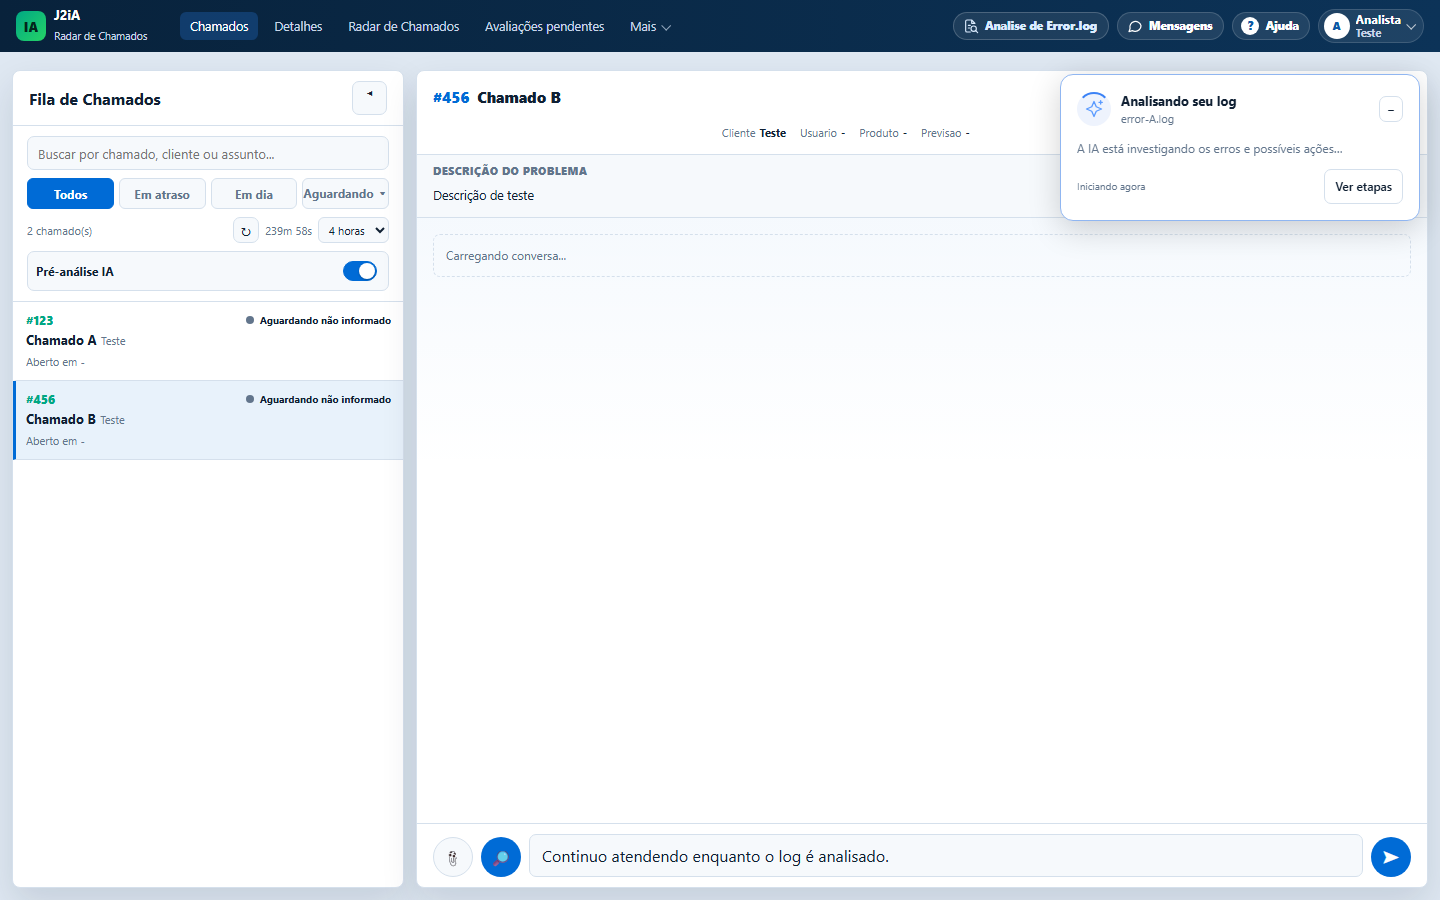 IA
J2iA
Radar de Chamados
Chamados
Detalhes
Radar de Chamados
Avaliações pendentes
Mais
Analise de Error.log
Mensagens
? Ajuda
A
Analista
Teste
Fila de Chamados
Buscar por chamado, cliente ou assunto...
Todos
Em atraso
Em dia
Aguardando
2 chamado(s)
239m 58s
4 horas
Pré-análise IA
#123
Aguardando não informado
Chamado A Teste
Aberto em -
#456
Aguardando não informado
Chamado B Teste
Aberto em -
#456 Chamado B
Cliente Teste Usuario - Produto - Previsao -
DESCRIÇÃO DO PROBLEMA
Descrição de teste
Carregando conversa...
Analisando seu log
error-A.log
–
A IA está investigando os erros e possíveis ações...
Iniciando agora
Ver etapas
Continuo atendendo enquanto o log é analisado.